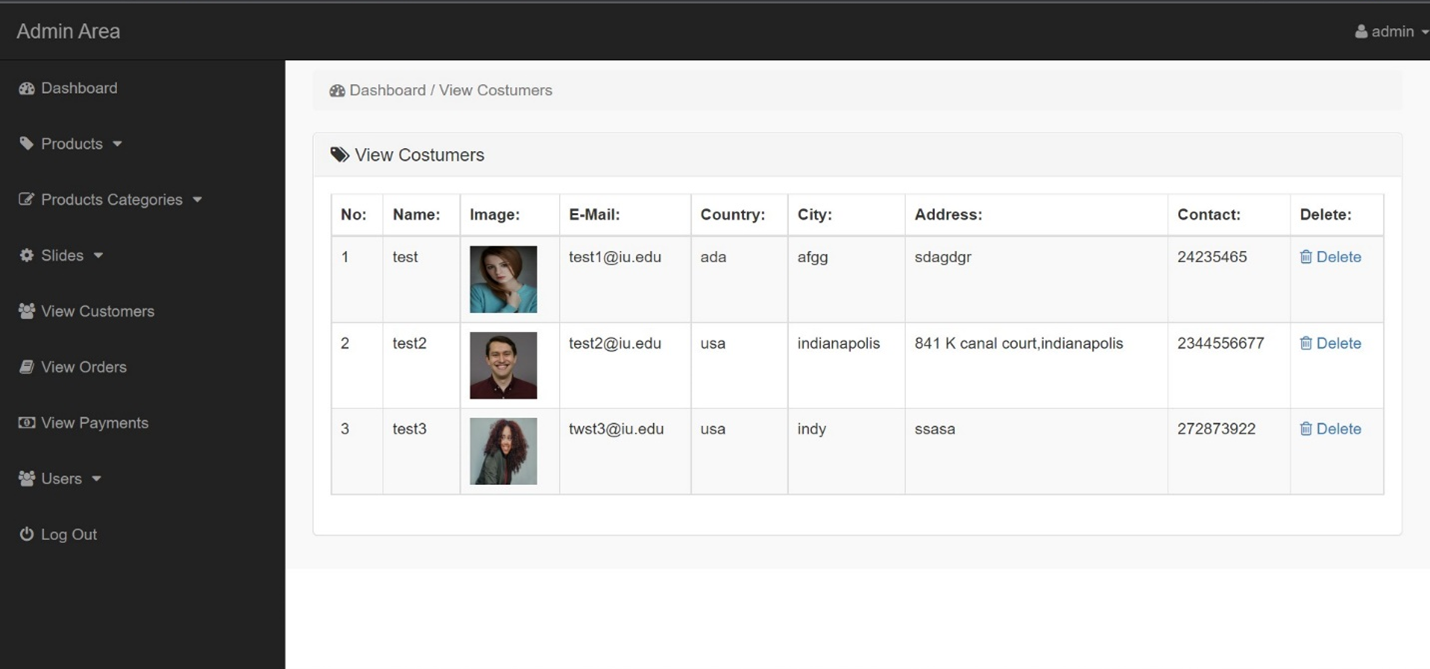 Admin Area
admin
Dashboard
Products
Products Categories
Slides
View Customers
View Orders
View Payments
Users
Log Out
Dashboard / View Costumers
View Costumers
No: Name: Image: E-Mail: Country: City: Address: Contact: Delete:
1 test test1@iu.edu ada afgg sdagdgr 24235465 Delete
2 test2 test2@iu.edu usa indianapolis 841 K canal court,indianapolis 2344556677 Delete
3 test3 twst3@iu.edu usa indy ssasa 272873922 Delete